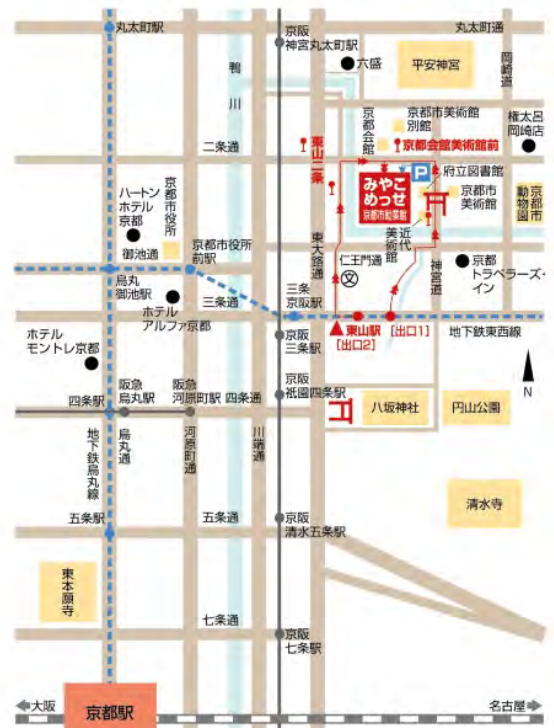 丸太町駅
京阪
神宮丸太町駅
丸太町通
六盛
平安神宮
岡崎道
鴨川
京都会館
京都市美術館
別館
京都会館美術館前
権太呂
岡崎店
二条通
東山二条
P
府立図書館
みやこ
めっせ
京都市勧業館
京都市
美術館
動物園
京都市
ハートン
ホテル
京都
京都市役所
御池通
京都市役所
前駅
東大路通
近代
美術館
仁王門通
文
神宮道
京都
トラベラーズ・
イン
烏丸
御池駅
三条通
三条
京阪駅
ホテル
アルファ京都
東山駅
[出口2]
[出口1]
地下鉄東西線
京阪
三条駅
ホテル
モントレ京都
N
阪急
烏丸駅
阪急
河原町駅
四条通
京阪
祇園四条駅
八坂神社
円山公園
四条駅
地下鉄烏丸線
烏丸通
河原町通
川端通
清水寺
五条駅
五条通
京阪
清水五条駅
東本願寺
七条通
京阪
七条駅
大阪
京都駅
名古屋